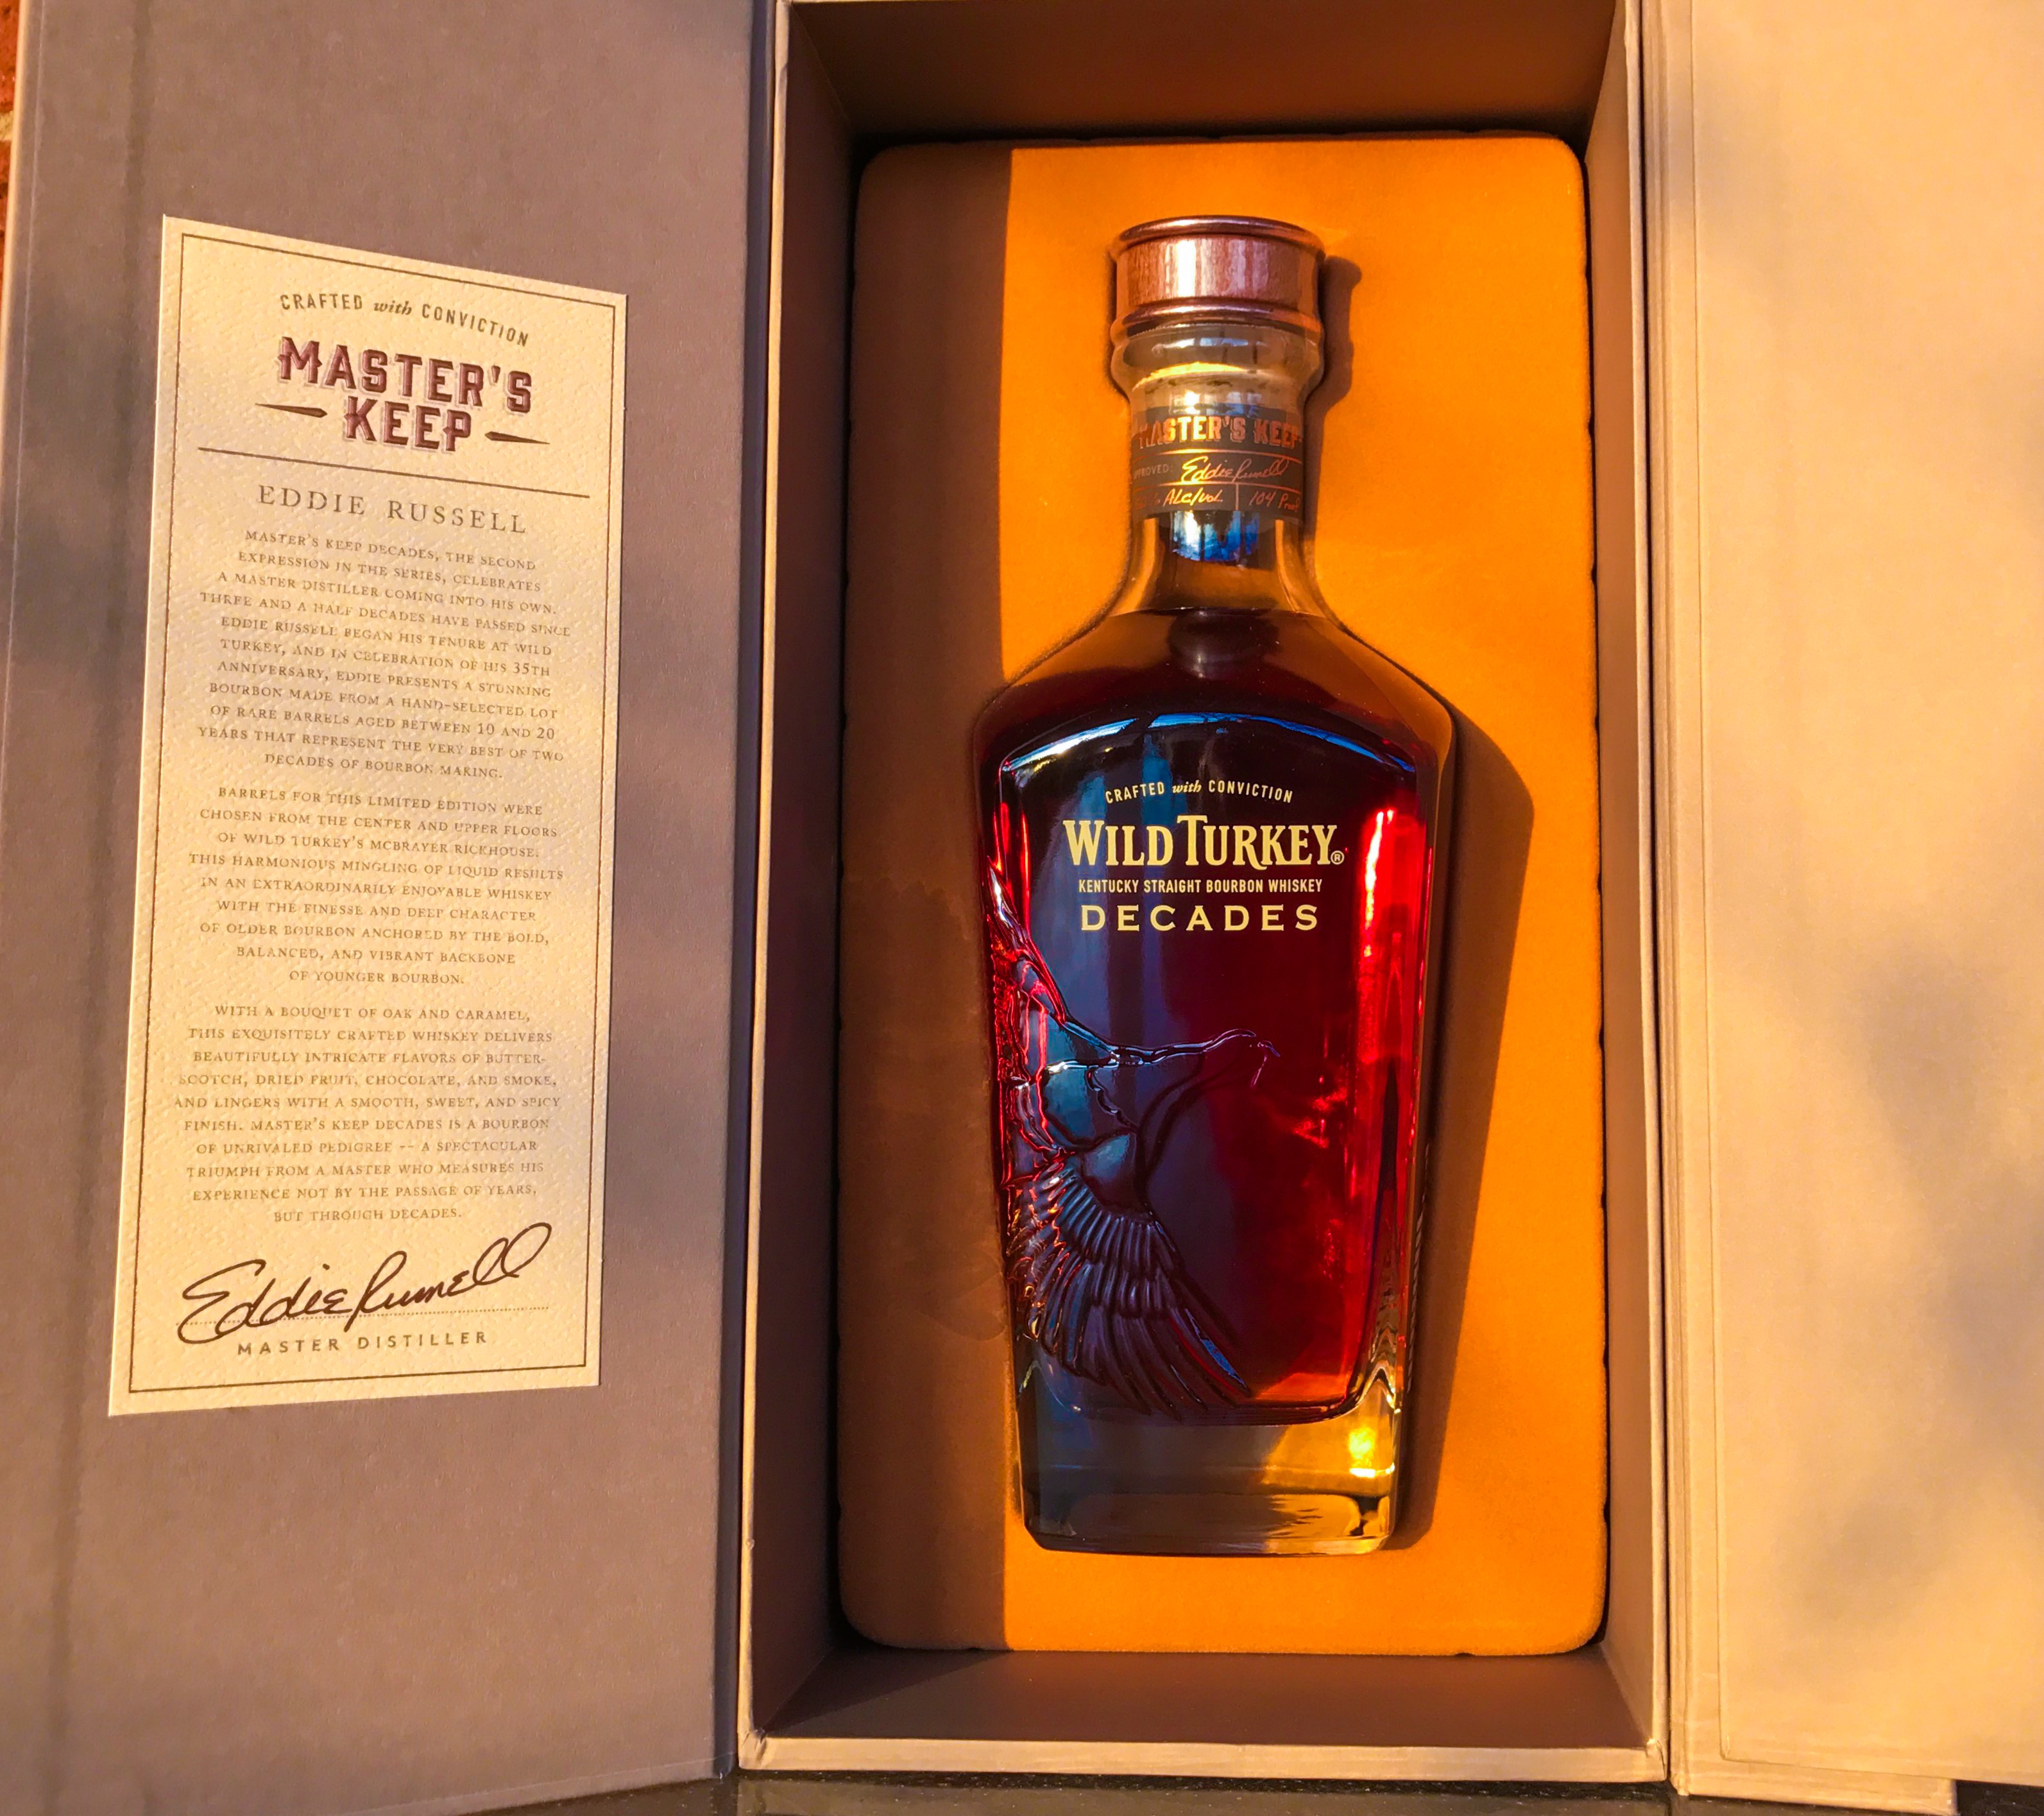 CRAFTED with CONVICTION
MASTER'S
KEEP
EDDIE RUSSELL
MASTER'S KEEP DECADES, THE SECOND
EXPRESSION IN THE SERIES, CELEBRATES
A MASTER DISTILLER COMING INTO HIS OWN.
THREE AND A HALF DECADES HAVE PASSED SINCE
EDDIE RUSSELL BEGAN HIS TENURE AT WILD
TURKEY, AND IN CELEBRATION OF HIS 35TH
ANNIVERSARY, EDDIE PRESENTS A STUNNING
BOURBON MADE FROM A HAND-SELECTED LOT
OF RARE BARRELS AGED BETWEEN 10 AND 20
YEARS THAT REPRESENT THE VERY BEST OF TWO
DECADES OF BOURBON MAKING.
BARRELS FOR THIS LIMITED EDITION WERE
CHOSEN FROM THE CENTER AND UPPER FLOORS
OF WILD TURKEY'S MCBRAYER RICKHOUSE.
THIS HARMONIOUS MINGLING OF LIQUID RESULTS
IN AN EXTRAORDINARILY ENJOYABLE WHISKEY
WITH THE FINESSE AND DEEP CHARACTER
OF OLDER BOURBON ANCHORED BY THE BOLD,
BALANCED, AND VIBRANT BACKBONE
OF YOUNGER BOURBON.
WITH A BOUQUET OF OAK AND CARAMEL,
THIS EXQUISITELY CRAFTED WHISKEY DELIVERS
BEAUTIFULLY INTRICATE FLAVORS OF BUTTER-
SCOTCH, DRIED FRUIT, CHOCOLATE, AND SMOKE,
AND LINGERS WITH A SMOOTH, SWEET, AND SPICY
FINISH. MASTER'S KEEP DECADES IS A BOURBON
OF UNRIVALED PEDIGREE -- A SPECTACULAR
TRIUMPH FROM A MASTER WHO MEASURES HIS
EXPERIENCE NOT BY THE PASSAGE OF YEARS,
BUT THROUGH DECADES.
Eddie Russell
MASTER DISTILLER
MASTER'S KEEP
Eddie Russell
Alc/vol 104 Proof
CRAFTED with CONVICTION
WILD TURKEY®
KENTUCKY STRAIGHT BOURBON WHISKEY
DECADES